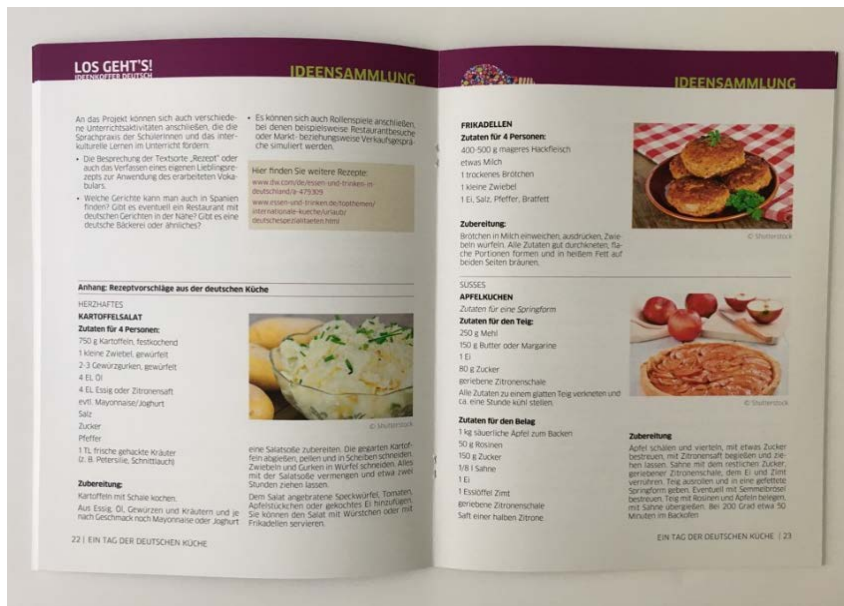 LOS GEHT'S!
IDEENKOFFER DEUTSCH
IDEENSAMMLUNG
An das Projekt können sich auch verschiede-
ne Unterrichtsaktivitäten anschließen, die die
Sprachpraxis der SchülerInnen und das inter-
kulturelle Lernen im Unterricht fördern:
• Die Besprechung der Textsorte „Rezept“ oder
auch das Verfassen eines eigenen Lieblingsre-
zepts zur Anwendung des erarbeiteten Voka-
bulars.
• Welche Gerichte kann man auch in Spanien
finden? Gibt es eventuell ein Restaurant mit
deutschen Gerichten in der Nähe? Gibt es eine
deutsche Bäckerei oder ähnliches?
• Es können sich auch Rollenspiele anschließen,
bei denen beispielsweise Restaurantbesuche
oder Markt- beziehungsweise Verkaufsgesprä-
che simuliert werden.
Hier finden Sie weitere Rezepte:
www.dw.com/de/essen-und-trinken-in-
deutschland/a-479309
www.essen-und-trinken.de/topthemen/
internationale-kueche/urlaub/
deutschespezialitaeten.html
Anhang: Rezeptvorschläge aus der deutschen Küche
HERZHAFTES
KARTOFFELSALAT
Zutaten für 4 Personen:
750 g Kartoffeln, festkochend
1 kleine Zwiebel, gewürfelt
2-3 Gewürzgurken, gewürfelt
4 EL Öl
4 EL Essig oder Zitronensaft
evtl. Mayonnaise/Joghurt
Salz
Zucker
Pfeffer
1 TL frische gehackte Kräuter
(z. B. Petersilie, Schnittlauch)
Zubereitung:
Kartoffeln mit Schale kochen.
Aus Essig, Öl, Gewürzen und Kräutern und je
nach Geschmack noch Mayonnaise oder Joghurt
© Shutterstock
eine Salatsoße zubereiten. Die gegarten Kartof-
feln abgießen, pellen und in Scheiben schneiden.
Zwiebeln und Gurken in Würfel schneiden. Alles
mit der Salatsoße vermengen und etwa zwei
Stunden ziehen lassen.
Dem Salat angebratene Speckwürfel, Tomaten,
Apfelstückchen oder gekochtes Ei hinzufügen.
Sie können den Salat mit Würstchen oder mit
Frikadellen servieren.
22 | EIN TAG DER DEUTSCHEN KÜCHE
IDEENSAMMLUNG
FRIKADELLEN
Zutaten für 4 Personen:
400-500 g mageres Hackfleisch
etwas Milch
1 trockenes Brötchen
1 kleine Zwiebel
1 Ei, Salz, Pfeffer, Bratfett
Zubereitung:
Brötchen in Milch einweichen, ausdrücken, Zwie-
beln würfeln. Alle Zutaten gut durchkneten, fla-
che Portionen formen und in heißem Fett auf
beiden Seiten bräunen.
© Shutterstock
SÜSSES
APFELKUCHEN
Zutaten für eine Springform
Zutaten für den Teig:
250 g Mehl
150 g Butter oder Margarine
1 Ei
80 g Zucker
geriebene Zitronenschale
Alle Zutaten zu einem glatten Teig verkneten und
ca. eine Stunde kühl stellen.
Zutaten für den Belag
1 kg säuerliche Äpfel zum Backen
50 g Rosinen
150 g Zucker
1/8 l Sahne
1 Ei
1 Esslöffel Zimt
geriebene Zitronenschale
Saft einer halben Zitrone
© Shutterstock
Zubereitung
Äpfel schälen und vierteln, mit etwas Zucker
bestreuen, mit Zitronensaft begießen und zie-
hen lassen. Sahne mit dem restlichen Zucker,
geriebener Zitronenschale, dem Ei und Zimt
verrühren. Teig ausrollen und in eine gefettete
Springform geben. Eventuell mit Semmelbrösel
bestreuen. Teig mit Rosinen und Äpfeln belegen,
mit Sahne übergießen. Bei 200 Grad etwa 50
Minuten im Backofen
EIN TAG DER DEUTSCHEN KÜCHE | 23